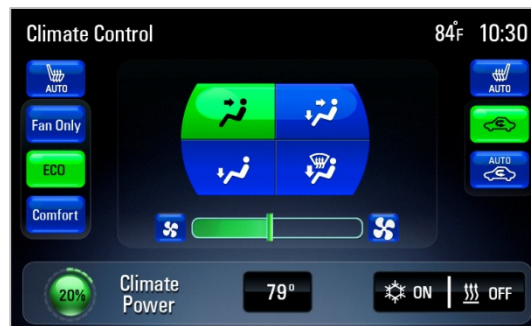 Climate Control
84°F 10:30
AUTO
AUTO
Fan Only
ECO
AUTO
Comfort
20%
Climate
Power
79°
ON
OFF